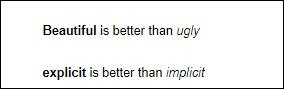 Beautiful is better than ugly
explicit is better than implicit